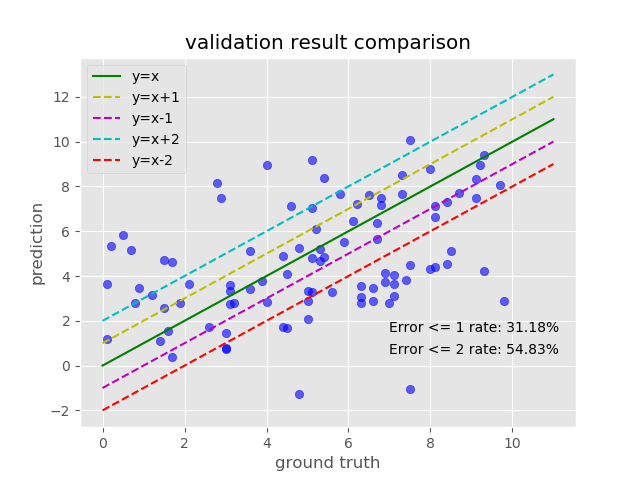 validation result comparison
y=x
y=x+1
y=x-1
y=x+2
y=x-2
prediction
12
10
8
6
4
2
0
−2
Error <= 1 rate: 31.18%
Error <= 2 rate: 54.83%
0 2 4 6 8 10
ground truth